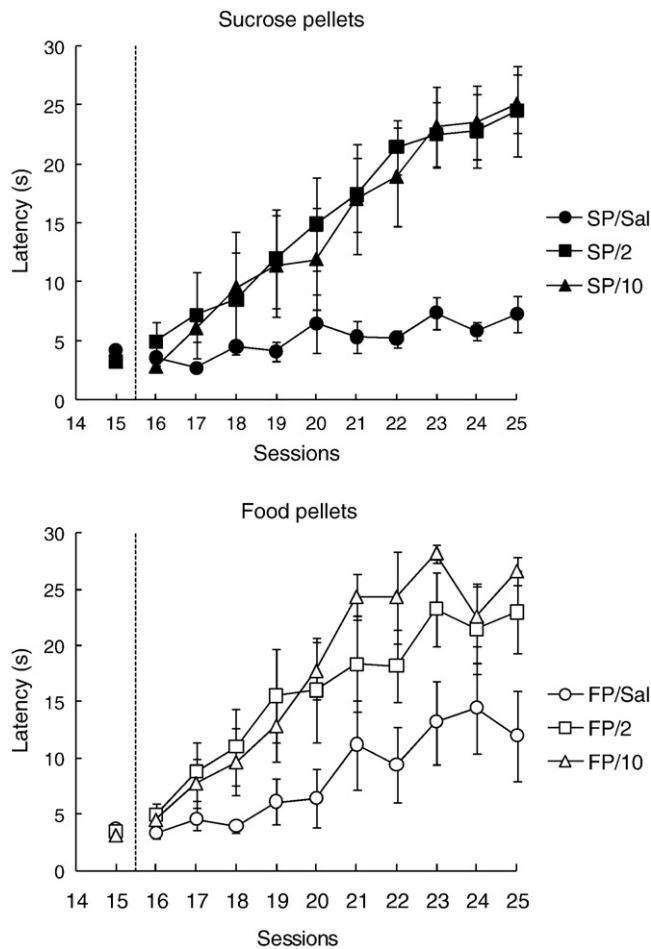 Sucrose pellets
30
25
20
15
10
5
0
Latency (s)
14 15 16 17 18 19 20 21 22 23 24 25
Sessions
SP/Sal
SP/2
SP/10
Food pellets
30
25
20
15
10
5
0
Latency (s)
14 15 16 17 18 19 20 21 22 23 24 25
Sessions
FP/Sal
FP/2
FP/10